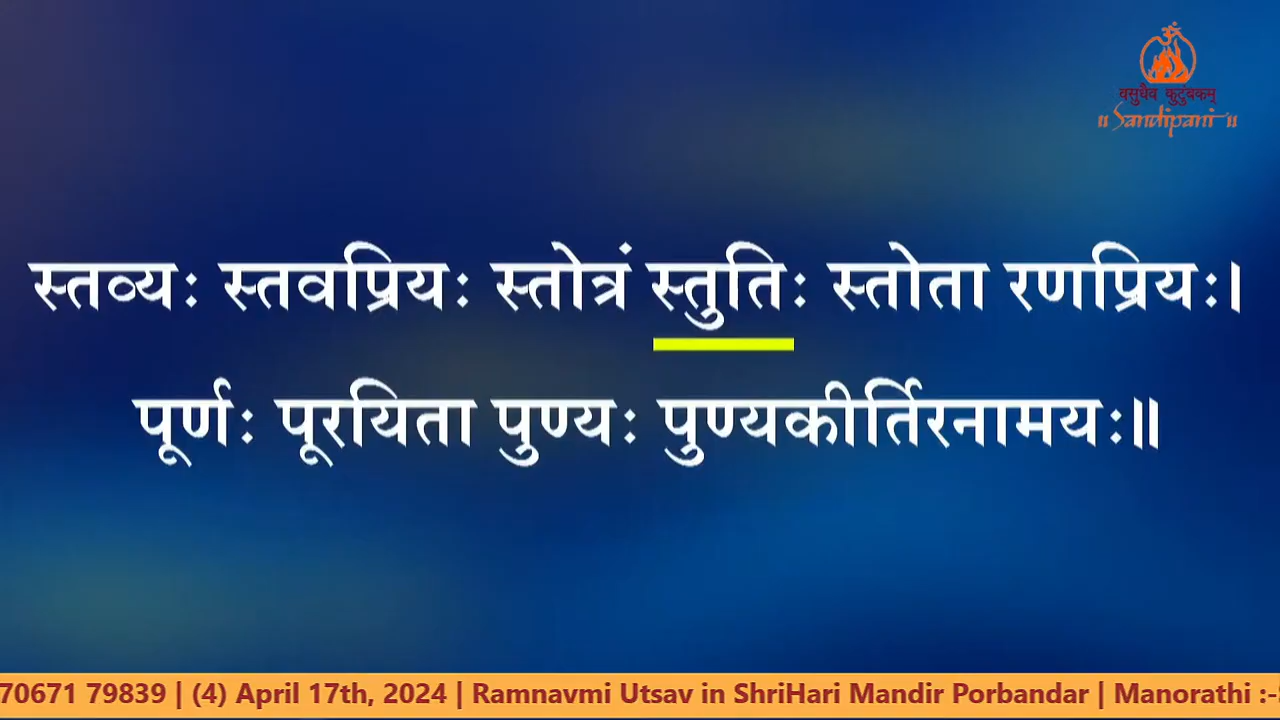 ॐ
वसुधैव कुटुंबकम्
॥ Sandipani ॥
स्तव्यः स्तवप्रियः स्तोत्रं स्तुतिः स्तोता रणप्रियः।
पूर्णः पूरयिता पुण्यः पुण्यकीर्तिरनामयः॥
70671 79839 | (4) April 17th, 2024 | Ramnavmi Utsav in ShriHari Mandir Porbandar | Manorathi :-